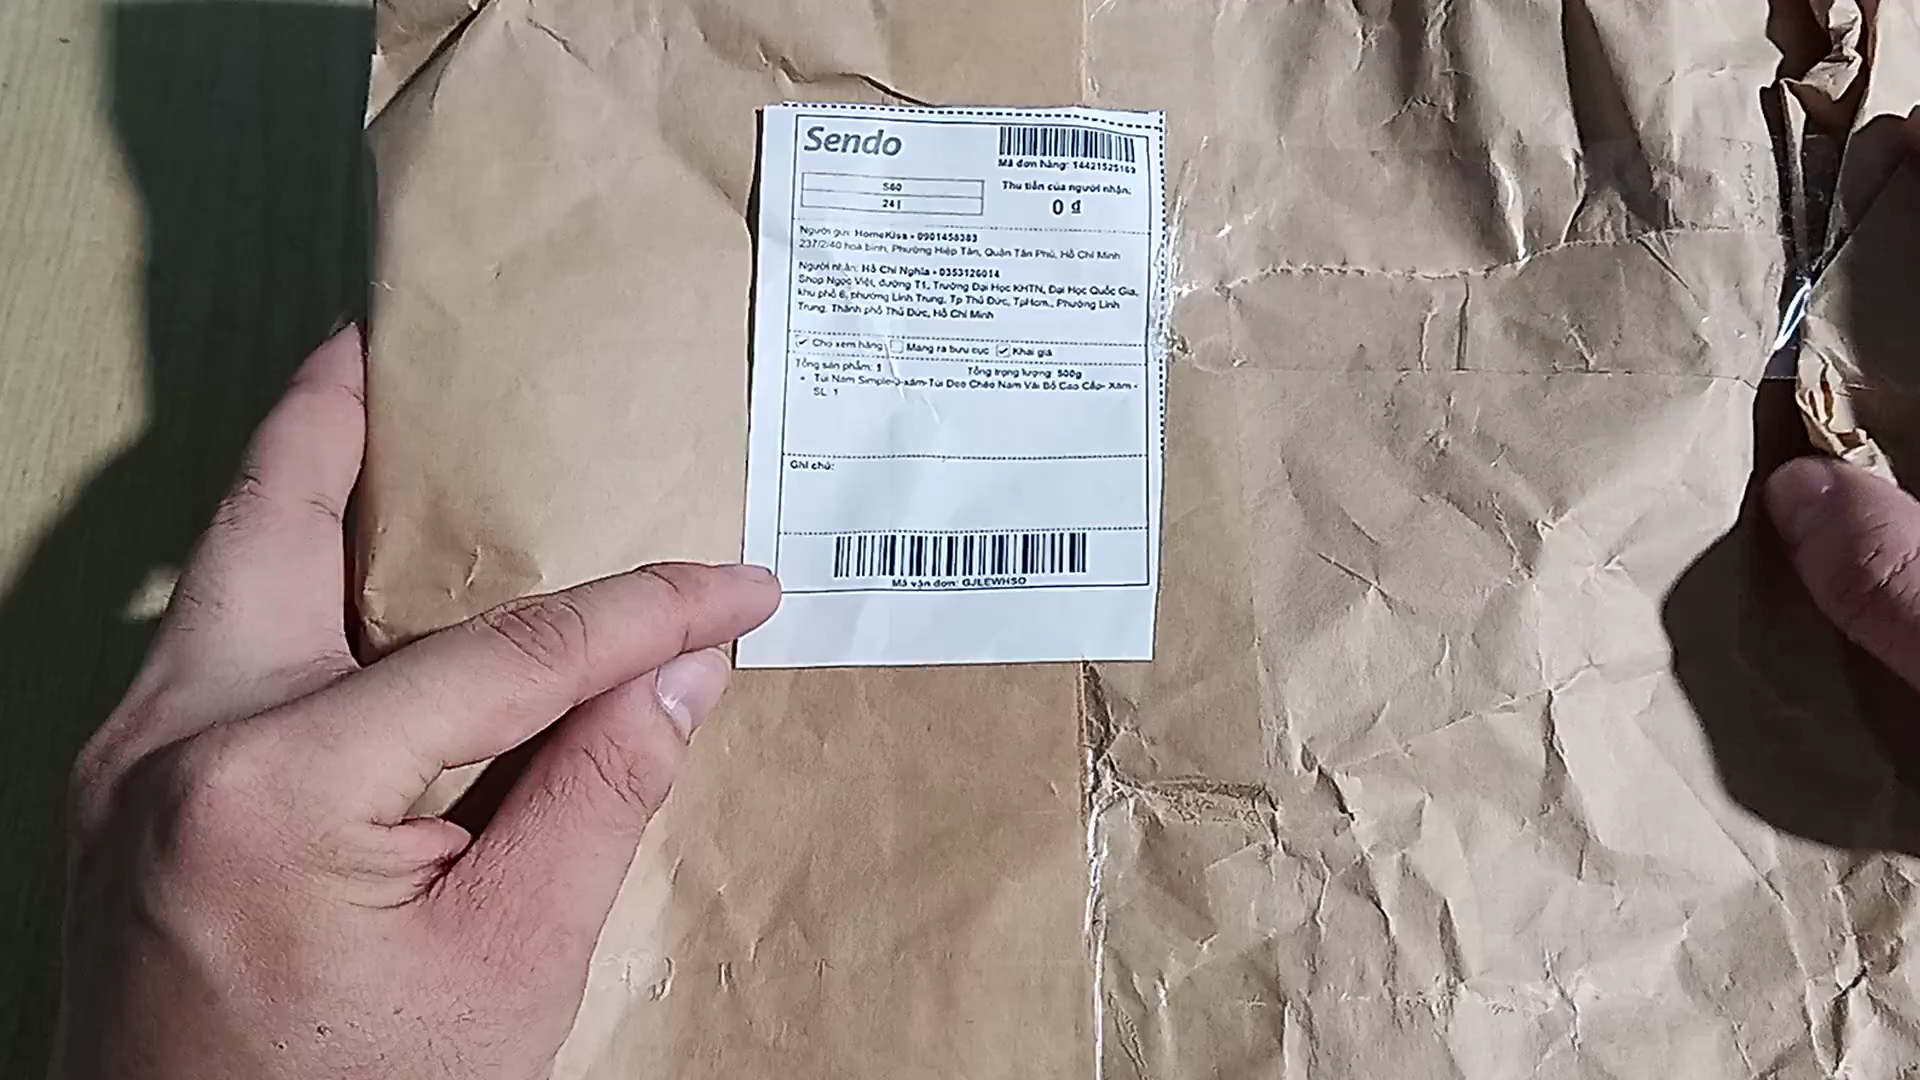 Sendo
Mã đơn hàng: 14421525169
S60
241
Thu tiền của người nhận:
0 đ
Người gửi: HomeKiss - 0901458383
237/2/40 hoà bình, Phường Hiệp Tân, Quận Tân Phú, Hồ Chí Minh
Người nhận: Hồ Chí Nghĩa - 0353126014
Shop Ngọc Việt, đường T1, Trường Đại Học KHTN, Đại Học Quốc Gia,
khu phố 6, phường Linh Trung, Tp Thủ Đức, TpHcm., Phường Linh
Trung, Thành phố Thủ Đức, Hồ Chí Minh
Cho xem hàng Mang ra bưu cục Khai giá
Tổng sản phẩm: 1 Tổng trọng lượng: 500g
Túi Nam Simple- -xám-Túi Đeo Chéo Nam Vải Bố Cao Cấp- Xám -
SL: 1
Ghi chú:
Mã vận đơn: GJLEWHSO